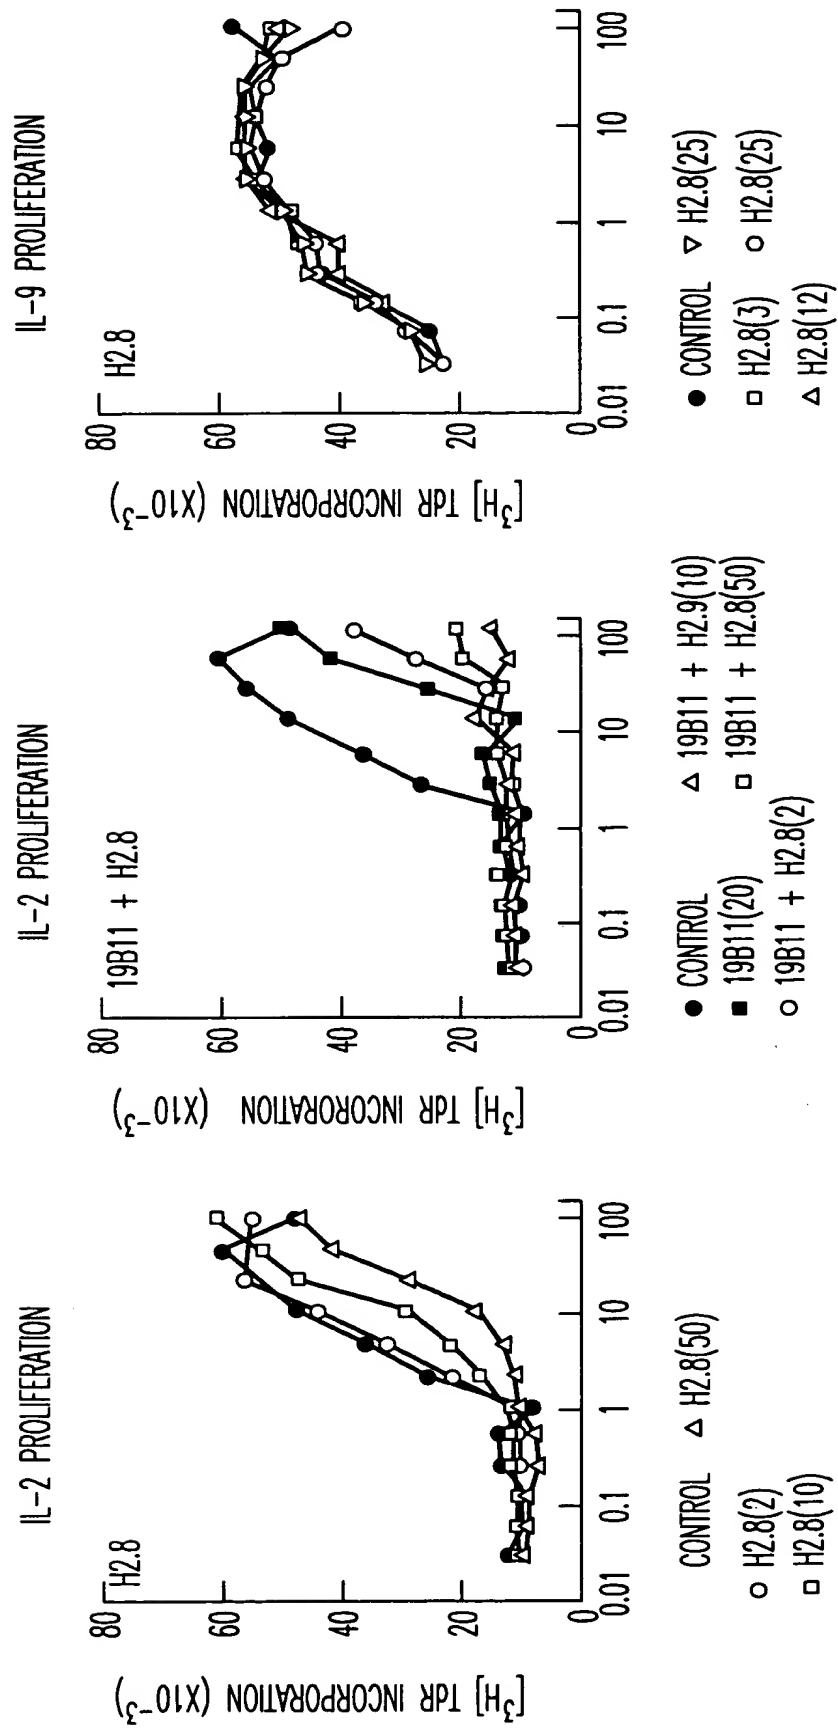 IL-2 PROLIFERATION
H2.8
[³H] TdR INCORPORATION (X10⁻³)
80
60
40
20
0
0.01
0.1
1
10
100
CONTROL
△ H2.8(50)
○ H2.8(2)
□ H2.8(10)
IL-2 PROLIFERATION
19B11 + H2.8
[³H] TdR INCORORATION (X10⁻³)
80
60
40
20
0
0.01
0.1
1
10
100
● CONTROL
△ 19B11 + H2.9(10)
■ 19B11(20)
□ 19B11 + H2.8(50)
○ 19B11 + H2.8(2)
IL-9 PROLIFERATION
H2.8
[³H] TdR INCORPORATION (X10⁻³)
80
60
40
20
0
0.01
0.1
1
10
100
● CONTROL
▽ H2.8(25)
□ H2.8(3)
○ H2.8(25)
△ H2.8(12)